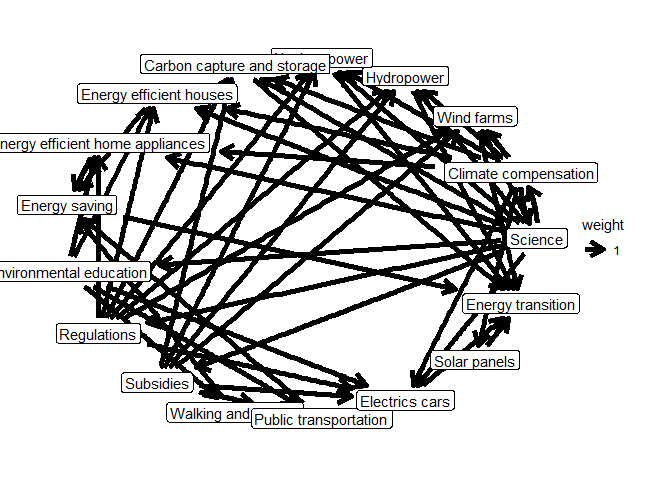 power
Carbon capture and storage
Hydropower
Energy efficient houses
Wind farms
nergy efficient home appliances
Climate compensation
Energy saving
weight
Science
1
nvironmental education
Energy transition
Regulations
Solar panels
Subsidies
Electrics cars
Walking and
Public transportation